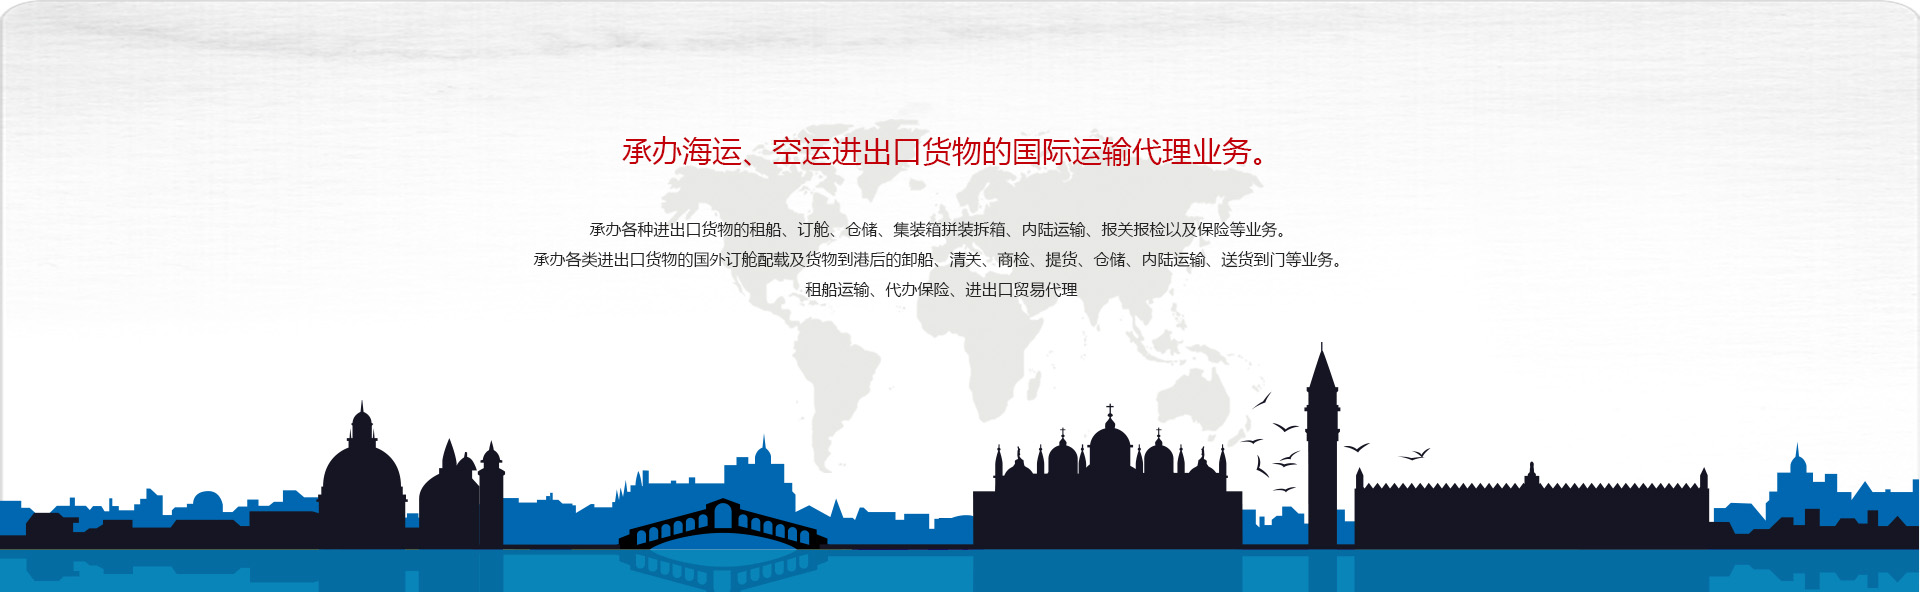 承办海运、空运进出口货物的国际运输代理业务。
承办各种进出口货物的租船、订舱、仓储、集装箱拼装拆箱、内陆运输、报关报检以及保险等业务。
承办各类进出口货物的国外订舱配载及货物到港后的卸船、清关、商检、提货、仓储、内陆运输、送货到门等业务。
租船运输、代办保险、进出口贸易代理